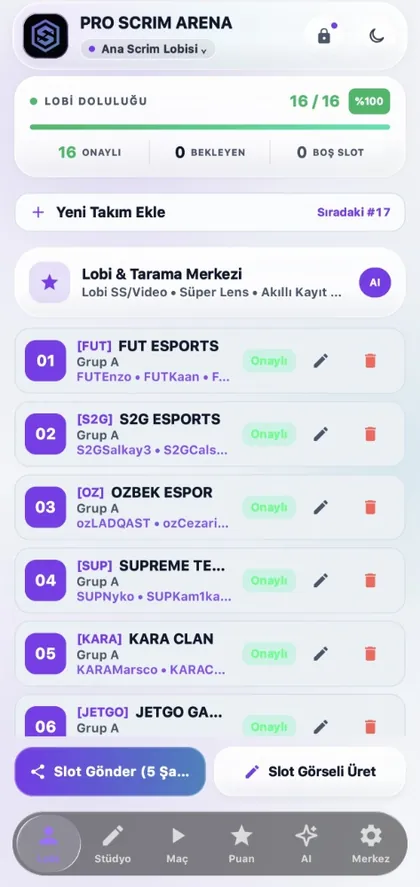 PRO SCRIM ARENA
Ana Scrim Lobisi
LOBİ DOLULUĞU
16 / 16
%100
16 ONAYLI
0 BEKLEYEN
0 BOŞ SLOT
+ Yeni Takım Ekle
Sıradaki #17
Lobi & Tarama Merkezi
Lobi SS/Video • Süper Lens • Akıllı Kayıt ...
AI
01
[FUT] FUT ESPORTS
Grup A
FUTEnzo • FUTKaan • F...
Onaylı
02
[S2G] S2G ESPORTS
Grup A
S2GSalkay3 • S2GCals...
Onaylı
03
[OZ] OZBEK ESPOR
Grup A
ozLADQAST • ozCezari...
Onaylı
04
[SUP] SUPREME TE...
Grup A
SUPNyko • SUPKam1ka...
Onaylı
05
[KARA] KARA CLAN
Grup A
KARAMarsco • KARAC...
Onaylı
06
[JETGO] JETGO GA...
Grup A
Onaylı
Slot Gönder (5 Şa...
Slot Görseli Üret
Lobi
Stüdyo
Maç
Puan
AI
Merkez